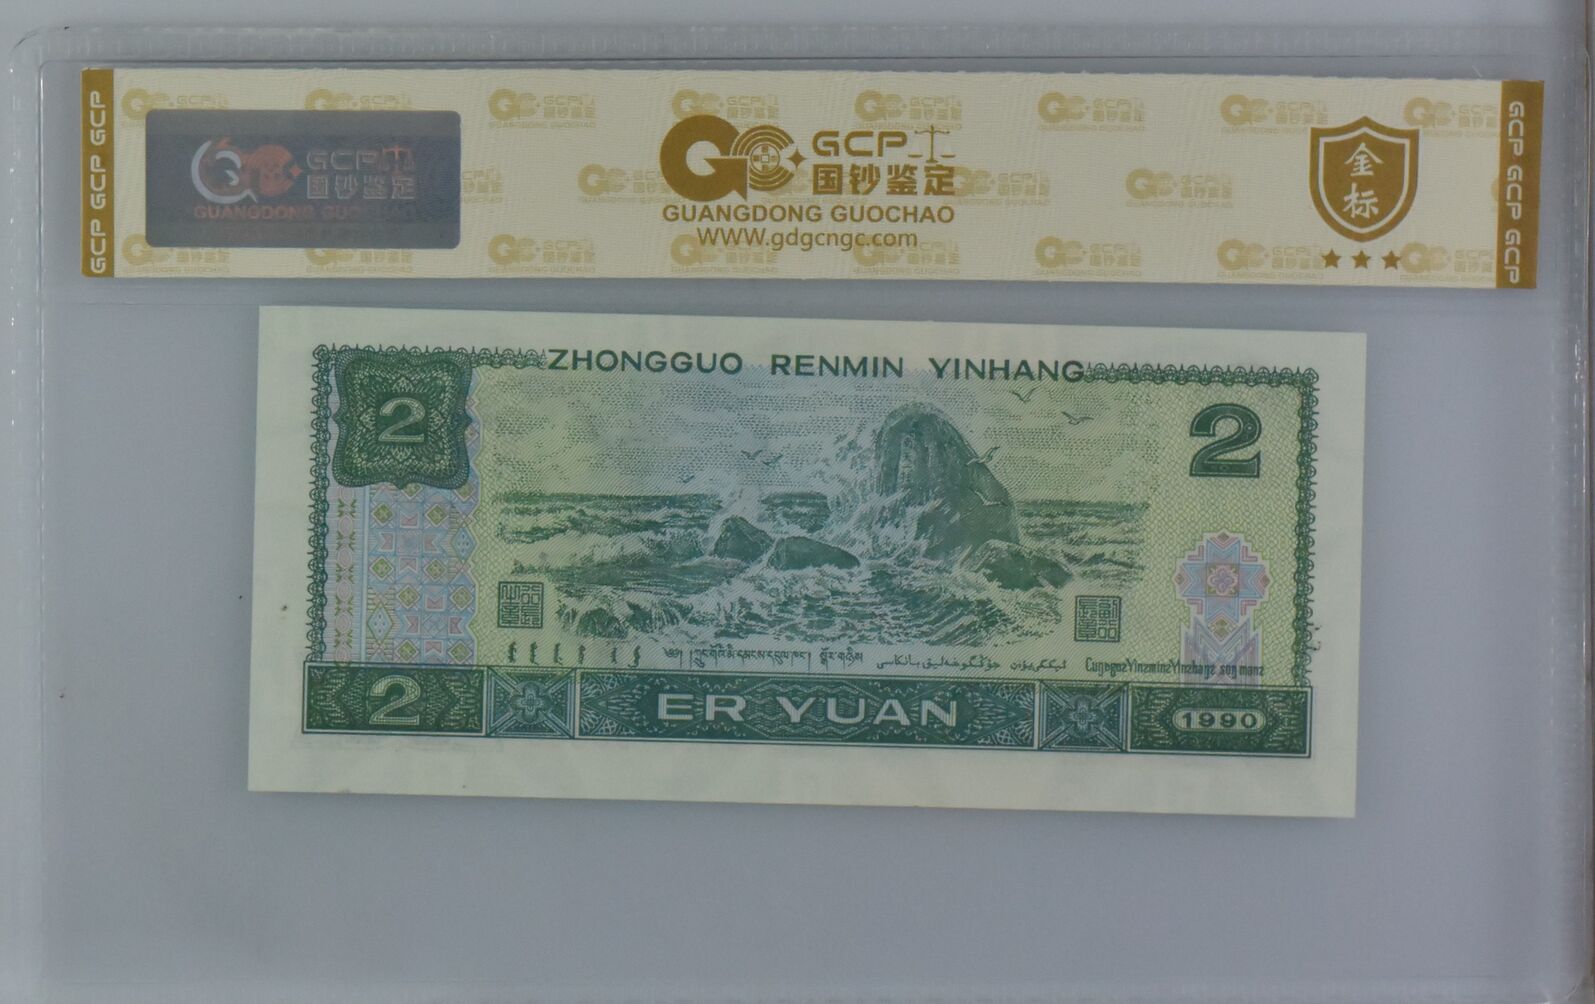 GCP GCP GCP
GCP
国钞鉴定
GUANGDONG GUOCHAO
GCP
国钞鉴定
GUANGDONG GUOCHAO
WWW.gdgcngc.com
金标
GCP GCP GCP
ZHONGGUO RENMIN YINHANG
2
2
2
ER YUAN
1990